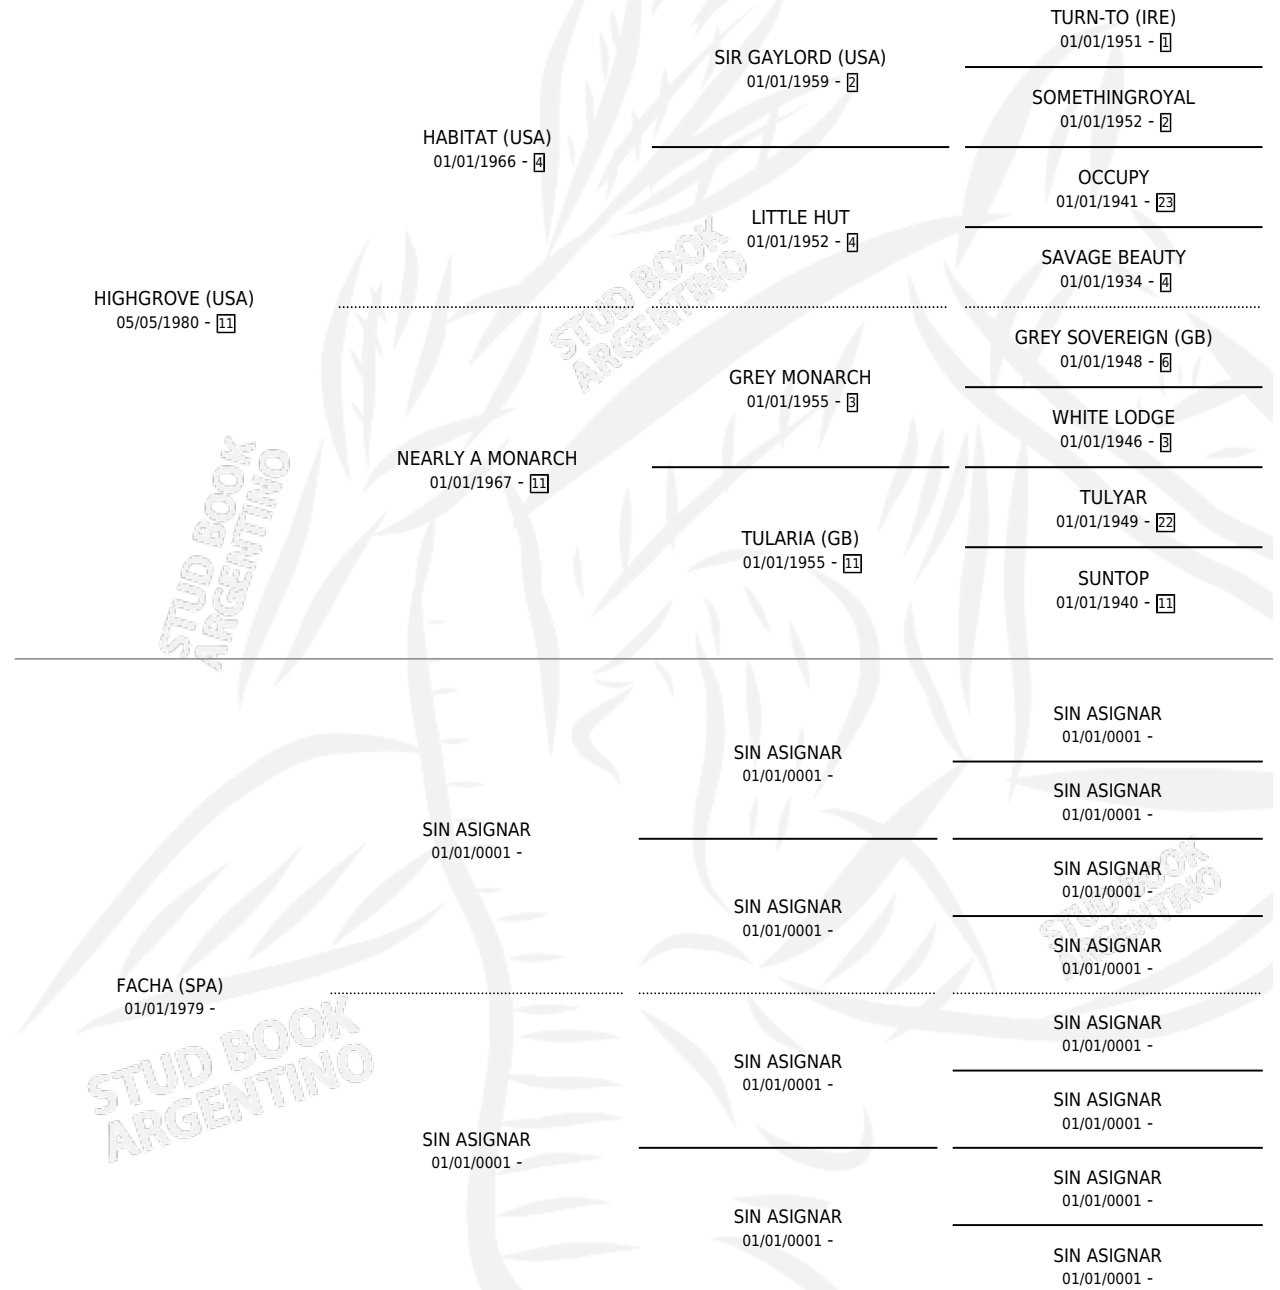 TURN-TO (IRE)
01/01/1951 - 1
SIR GAYLORD (USA)
01/01/1959 - 2
SOMETHINGROYAL
01/01/1952 - 2
HABITAT (USA)
01/01/1966 - 4
OCCUPY
01/01/1941 - 23
LITTLE HUT
01/01/1952 - 4
SAVAGE BEAUTY
01/01/1934 - 4
HIGHGROVE (USA)
05/05/1980 - 11
GREY SOVEREIGN (GB)
01/01/1948 - 6
GREY MONARCH
01/01/1955 - 3
WHITE LODGE
01/01/1946 - 3
NEARLY A MONARCH
01/01/1967 - 11
TULYAR
01/01/1949 - 22
TULARIA (GB)
01/01/1955 - 11
SUNTOP
01/01/1940 - 11
STUD BOOK
ARGENTINO
STUD BOOK
ARGENTINO
SIN ASIGNAR
01/01/0001 -
SIN ASIGNAR
01/01/0001 -
SIN ASIGNAR
01/01/0001 -
SIN ASIGNAR
01/01/0001 -
SIN ASIGNAR
01/01/0001 -
SIN ASIGNAR
01/01/0001 -
SIN ASIGNAR
01/01/0001 -
FACHA (SPA)
01/01/1979 -
SIN ASIGNAR
01/01/0001 -
SIN ASIGNAR
01/01/0001 -
SIN ASIGNAR
01/01/0001 -
SIN ASIGNAR
01/01/0001 -
SIN ASIGNAR
01/01/0001 -
SIN ASIGNAR
01/01/0001 -
SIN ASIGNAR
01/01/0001 -
STUD BOOK
ARGENTINO
STUD BOOK
ARGENTINO